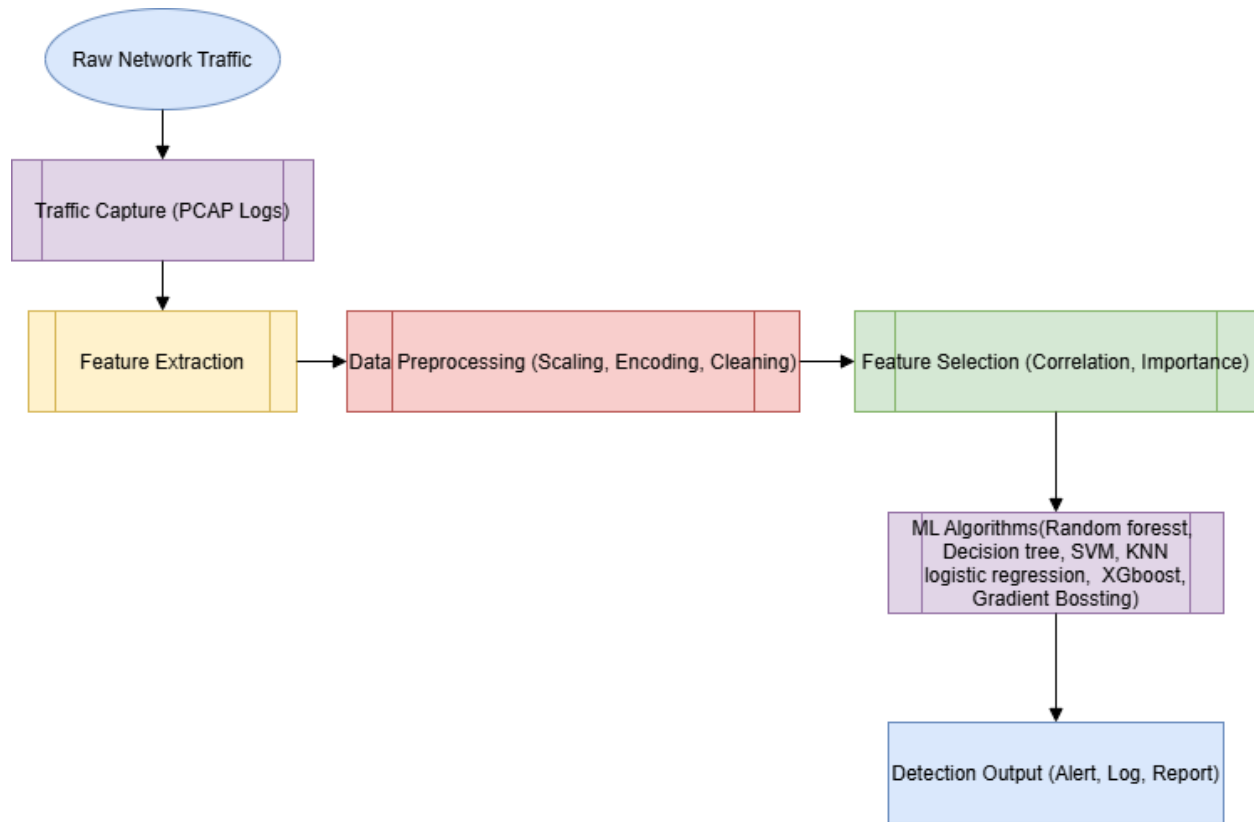 Raw Network Traffic
Traffic Capture (PCAP Logs)
Feature Extraction
Data Preprocessing (Scaling, Encoding, Cleaning)
Feature Selection (Correlation, Importance)
ML Algorithms(Random foresst,
Decision tree, SVM, KNN
logistic regression,  XGboost,
Gradient Bossting)
Detection Output (Alert, Log, Report)